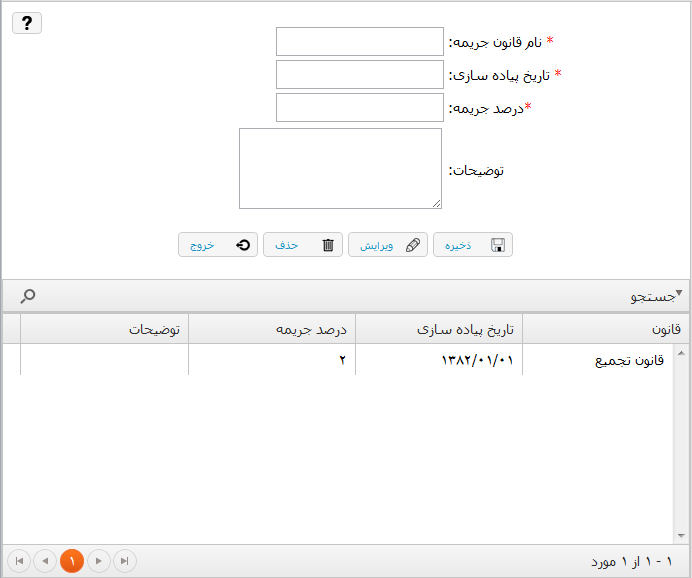 ?
* نام قانون جریمه:
* تاریخ پیاده سازی:
*درصد جریمه:
توضیحات:
ذخیره ویرایش حذف خروج
جستجو
قانون تاریخ پیاده سازی درصد جریمه توضیحات
قانون تجمیع ۱۳۸۲/۰۱/۰۱ ۲
۱ - ۱ از ۱ مورد ۱